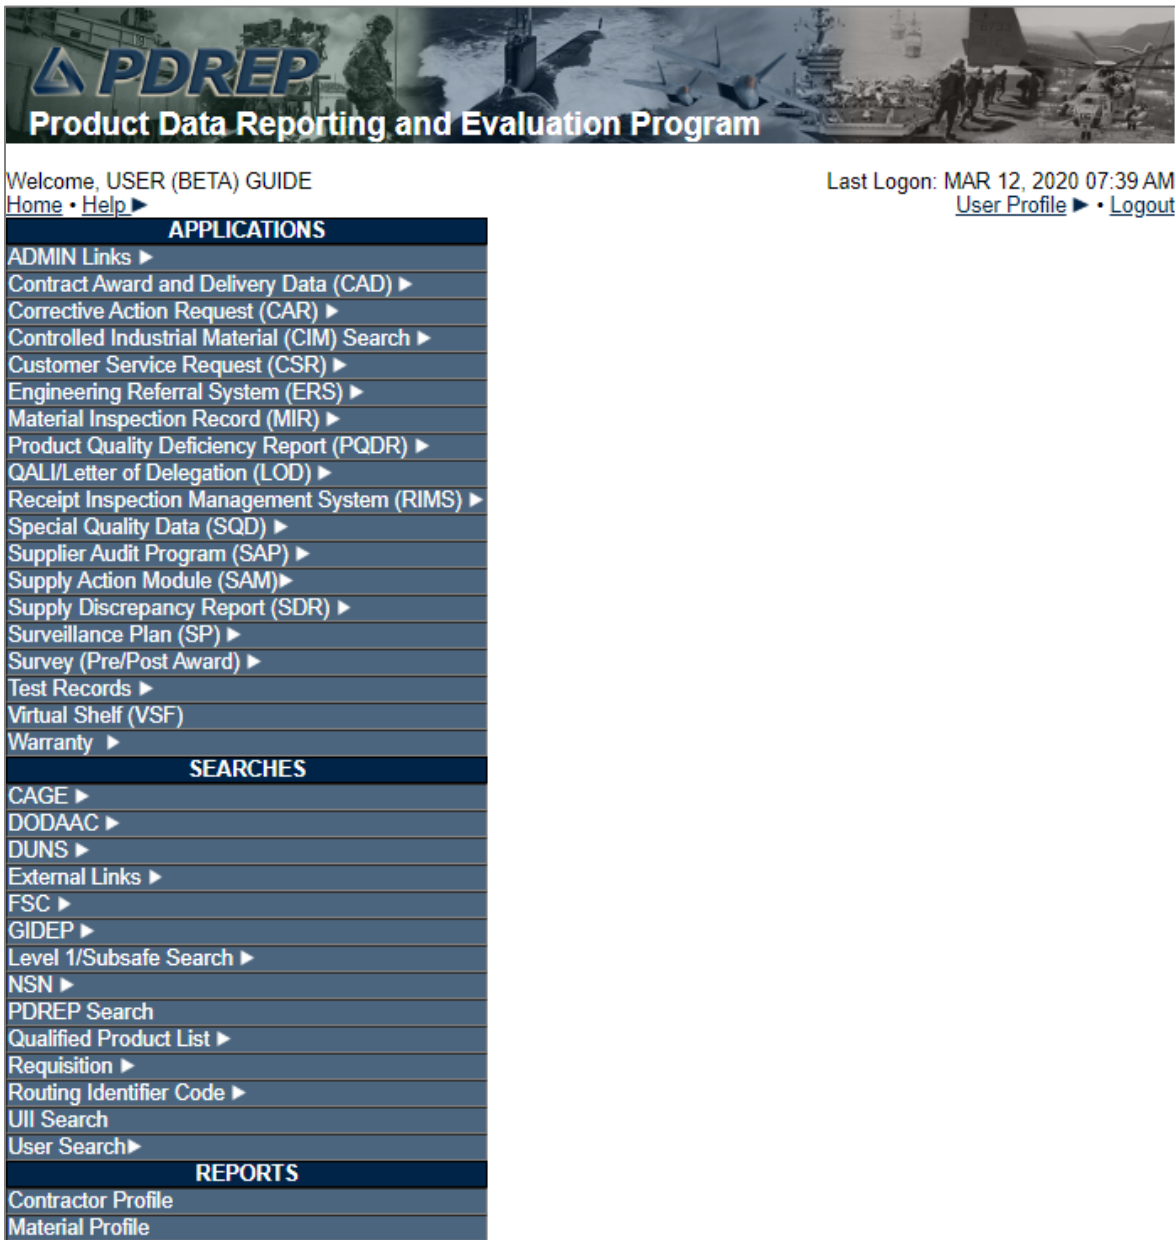 PDREP
Product Data Reporting and Evaluation Program
Welcome, USER (BETA) GUIDE
Last Logon: MAR 12, 2020 07:39 AM
Home • Help ►
User Profile ► • Logout
APPLICATIONS
ADMIN Links ►
Contract Award and Delivery Data (CAD) ►
Corrective Action Request (CAR) ►
Controlled Industrial Material (CIM) Search ►
Customer Service Request (CSR) ►
Engineering Referral System (ERS) ►
Material Inspection Record (MIR) ►
Product Quality Deficiency Report (PQDR) ►
QALI/Letter of Delegation (LOD) ►
Receipt Inspection Management System (RIMS) ►
Special Quality Data (SQD) ►
Supplier Audit Program (SAP) ►
Supply Action Module (SAM)►
Supply Discrepancy Report (SDR) ►
Surveillance Plan (SP) ►
Survey (Pre/Post Award) ►
Test Records ►
Virtual Shelf (VSF)
Warranty ►
SEARCHES
CAGE ►
DODAAC ►
DUNS ►
External Links ►
FSC ►
GIDEP ►
Level 1/Subsafe Search ►
NSN ►
PDREP Search
Qualified Product List ►
Requisition ►
Routing Identifier Code ►
UII Search
User Search►
REPORTS
Contractor Profile
Material Profile